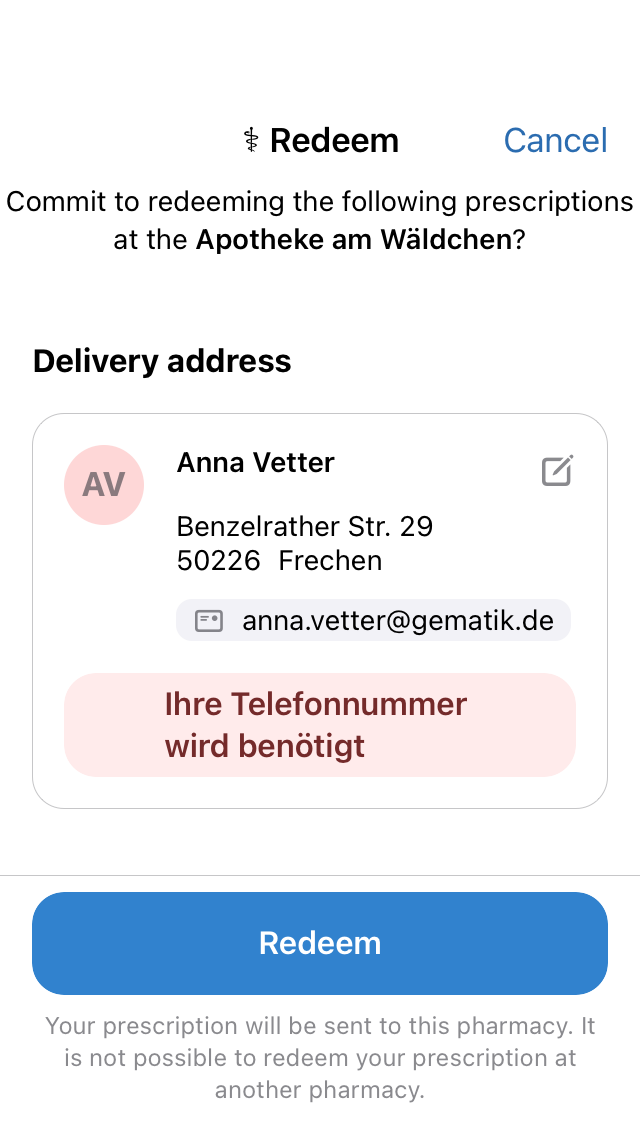 ⚕ Redeem
Cancel
Commit to redeeming the following prescriptions
at the Apotheke am Wäldchen?
Delivery address
AV
Anna Vetter
Benzelrather Str. 29
50226 Frechen
anna.vetter@gematik.de
Ihre Telefonnummer
wird benötigt
Redeem
Your prescription will be sent to this pharmacy. It
is not possible to redeem your prescription at
another pharmacy.